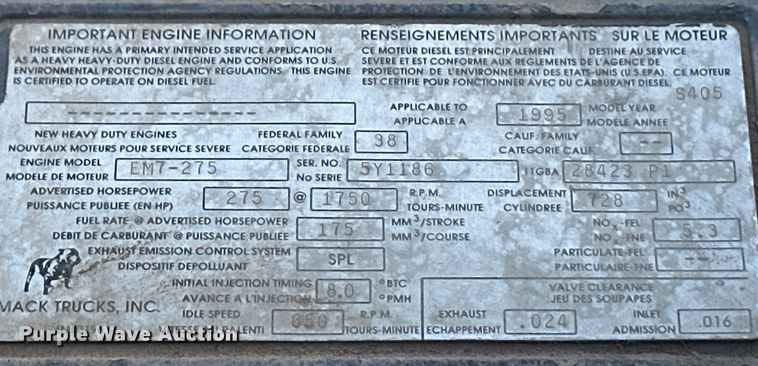 IMPORTANT ENGINE INFORMATION
THIS ENGINE HAS A PRIMARY INTENDED SERVICE APPLICATION
AS A HEAVY HEAVY-DUTY DIESEL ENGINE AND CONFORMS TO U.S.
ENVIRONMENTAL PROTECTION AGENCY REGULATIONS. THIS ENGINE
IS CERTIFIED TO OPERATE ON DIESEL FUEL.
RENSEIGNEMENTS IMPORTANTS SUR LE MOTEUR
CE MOTEUR DIESEL EST PRINCIPALEMENT DESTINE AU SERVICE
SEVERE ET EST CONFORME AUX REGLEMENTS DE L'AGENCE DE
PROTECTION DE L'ENVIRONNEMENT DES ETATS-UNIS (U.S.EPA). CE MOTEUR
EST CERTIFIE POUR FONCTIONNER AVEC DU CARBURANT DIESEL.
S405
--------------- APPLICABLE TO 1995 MODEL YEAR
APPLICABLE A MODELE ANNEE
NEW HEAVY DUTY ENGINES FEDERAL FAMILY 38 CALIF. FAMILY --
NOUVEAUX MOTEURS POUR SERVICE SEVERE CATEGORIE FEDERALE CATEGORIE CALIF.
ENGINE MODEL EM7-275 SER. NO. 5Y1186 11GBA 28423 P1
MODELE DE MOTEUR No SERIE
ADVERTISED HORSEPOWER 275 @ 1750 R.P.M. DISPLACEMENT 728 IN³
PUISSANCE PUBLIEE (EN HP) TOURS-MINUTE CYLINDREE PO³
FUEL RATE @ ADVERTISED HORSEPOWER 175 MM³/STROKE NOₓ-FEL 5.3
DEBIT DE CARBURANT @ PUISSANCE PUBLIEE MM³/COURSE NOₓ-FNE
EXHAUST EMISSION CONTROL SYSTEM SPL PARTICULATE-FEL --
DISPOSITIF DEPOLLUANT PARTICULAIRE-FNE
INITIAL INJECTION TIMING 8.0 °BTC VALVE CLEARANCE
AVANCE A L'INJECTION °PMH JEU DES SOUPAPES
MACK TRUCKS, INC. IDLE SPEED 650 R.P.M. EXHAUST .024 INLET .016
TOURS-MINUTE ECHAPPEMENT ADMISSION
Purple Wave Auction